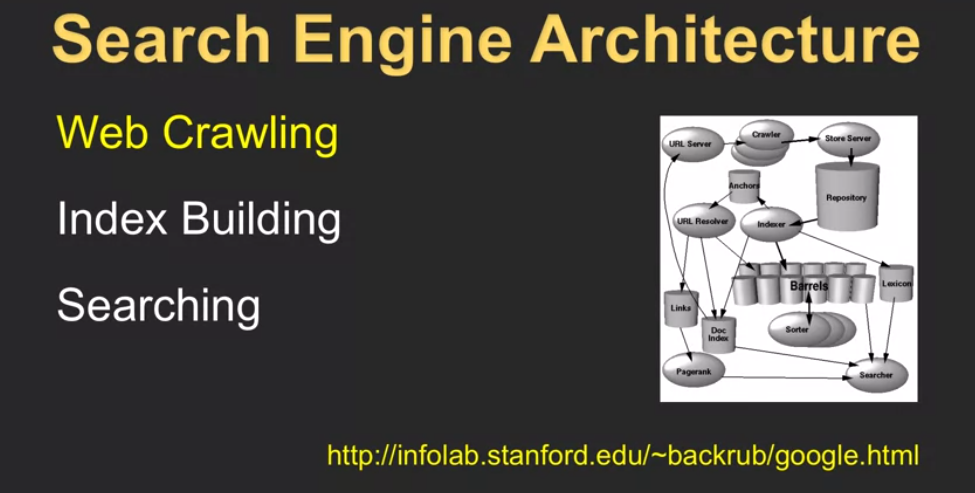 Search Engine Architecture
Web Crawling
Index Building
Searching
URL Server
Crawler
Store Server
Anchors
Repository
URL Resolver
Indexer
Barrels
Lexicon
Links
Doc
Index
Sorter
Pagerank
Searcher
http://infolab.stanford.edu/~backrub/google.html